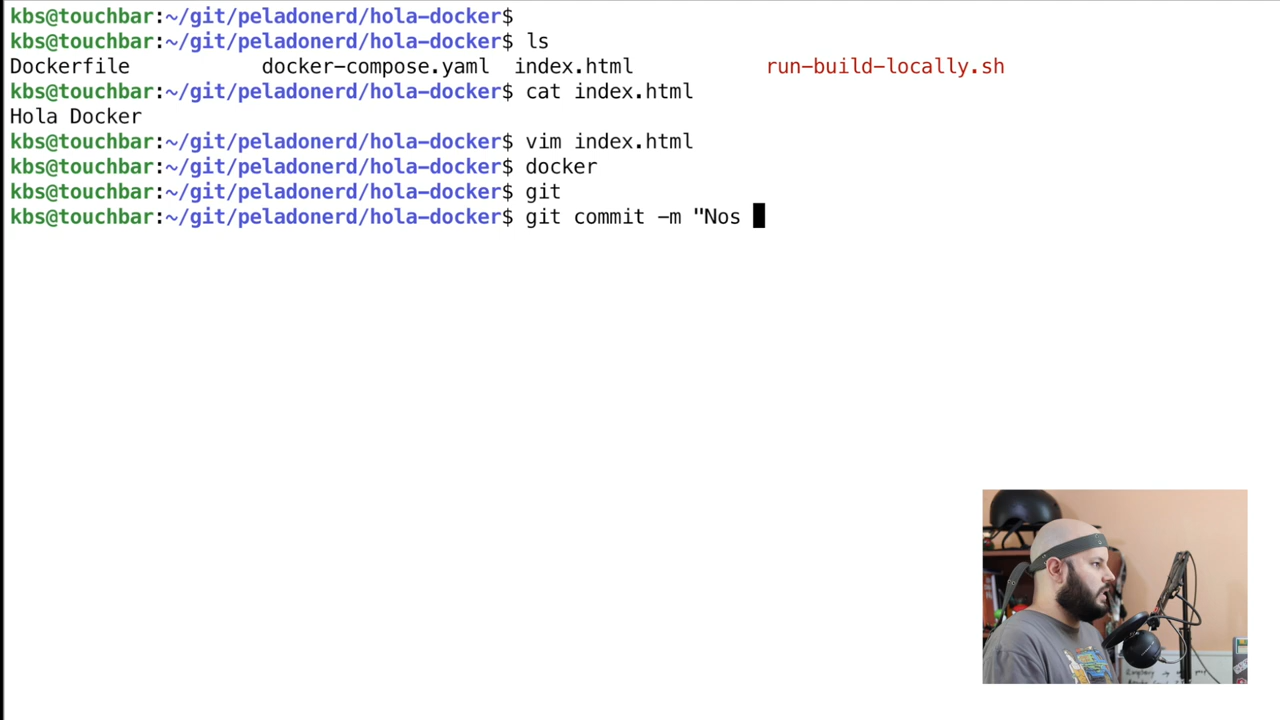 kbs@touchbar:~/git/peladonerd/hola-docker$
kbs@touchbar:~/git/peladonerd/hola-docker$ ls
Dockerfile docker-compose.yaml index.html run-build-locally.sh
kbs@touchbar:~/git/peladonerd/hola-docker$ cat index.html
Hola Docker
kbs@touchbar:~/git/peladonerd/hola-docker$ vim index.html
kbs@touchbar:~/git/peladonerd/hola-docker$ docker
kbs@touchbar:~/git/peladonerd/hola-docker$ git
kbs@touchbar:~/git/peladonerd/hola-docker$ git commit -m "Nos